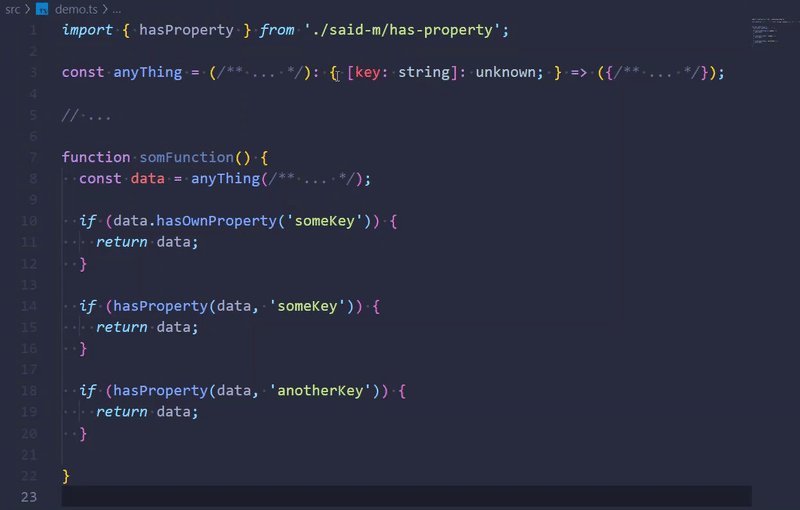 src > demo.ts > ...
1 import { hasProperty } from './said-m/has-property';
2
3 const anyThing = (/** ... */): { [key: string]: unknown; } => ({/** ... */});
4
5 // ...
6
7 function somFunction() {
8 const data = anyThing(/** ... */);
9
10 if (data.hasOwnProperty('someKey')) {
11 return data;
12 }
13
14 if (hasProperty(data, 'someKey')) {
15 return data;
16 }
17
18 if (hasProperty(data, 'anotherKey')) {
19 return data;
20 }
21
22 }
23